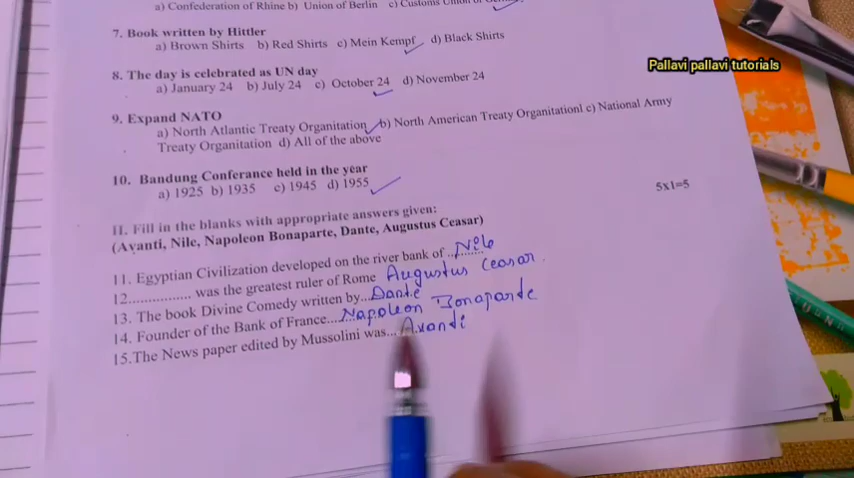 a) Confederation of Rhine b) Union of Berlin c) Customs Union of
7. Book written by Hittler
a) Brown Shirts b) Red Shirts c) Mein Kempf d) Black Shirts
Pallavi pallavi tutorials
8. The day is celebrated as UN day
a) January 24 b) July 24 c) October 24 d) November 24
9. Expand NATO
a) North Atlantic Treaty Organitation b) North American Treaty Organitationl c) National Army
Treaty Organitation d) All of the above
10. Bandung Conferance held in the year
a) 1925 b) 1935 c) 1945 d) 1955
II. Fill in the blanks with appropriate answers given:
5x1=5
(Avanti, Nile, Napoleon Bonaparte, Dante, Augustus Ceasar)
11. Egyptian Civilization developed on the river bank of ......... Nile
12................ was the greatest ruler of Rome Augustus Ceasar.
13. The book Divine Comedy written by... Dante
14. Founder of the Bank of France..... Napoleon Bonaparte
15.The News paper edited by Mussolini was... Avanti